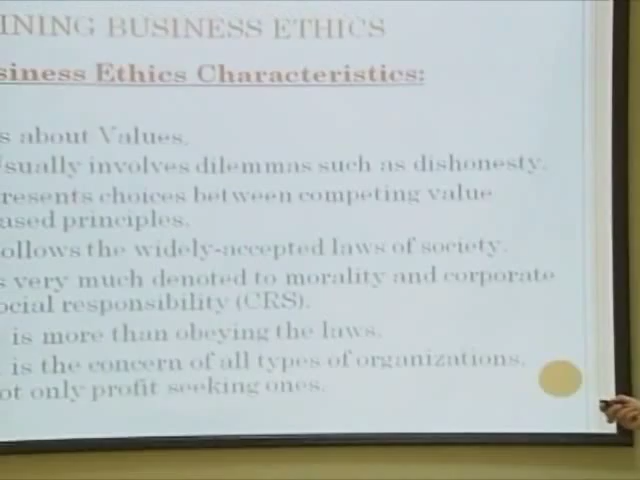 INING BUSINESS ETHICS
siness Ethics Characteristics:
s about Values.
sually involves dilemmas such as dishonesty.
resents choices between competing value
ased principles.
ollows the widely-accepted laws of society.
s very much denoted to morality and corporate
ocial responsibility (CRS).
is more than obeying the laws.
is the concern of all types of organizations,
ot only profit seeking ones.